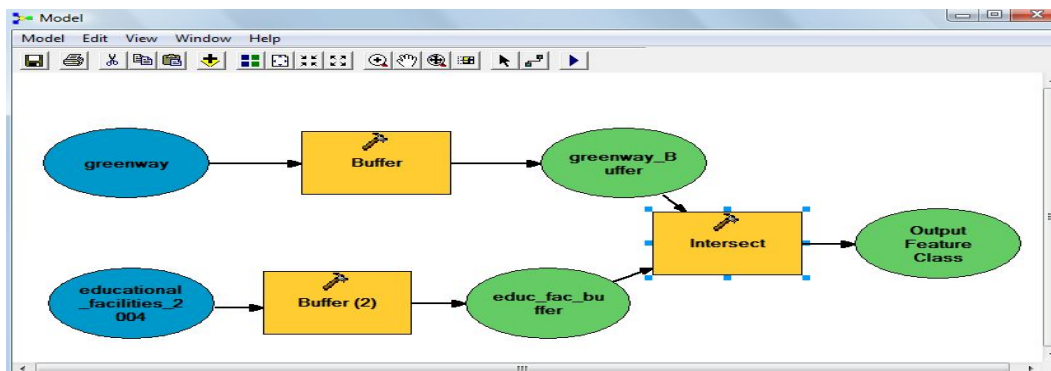 Model
Model Edit View Window Help
greenway
Buffer
greenway_B
uffer
Intersect
Output
Feature
Class
educational
_facilities_2
004
Buffer (2)
educ_fac_bu
ffer